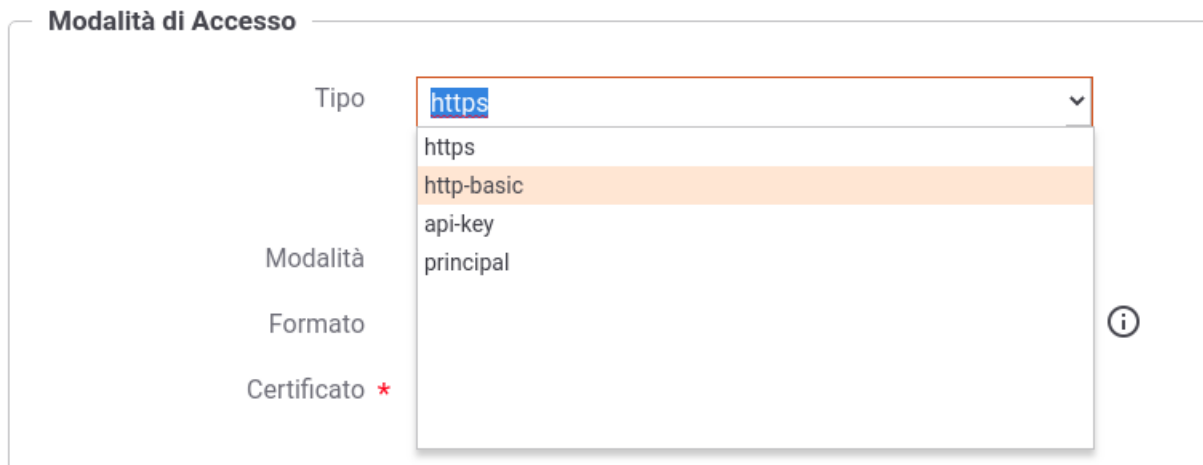 Modalità di Accesso
Tipo
https
https
http-basic
api-key
principal
Modalità
Formato
Certificato *